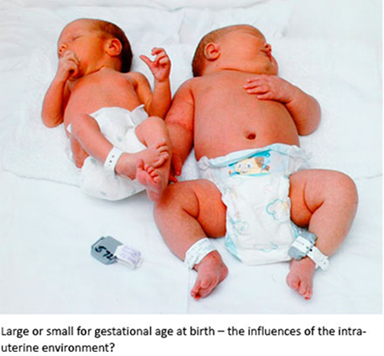 Large or small for gestational age at birth – the influences of the intra-
uterine environment?